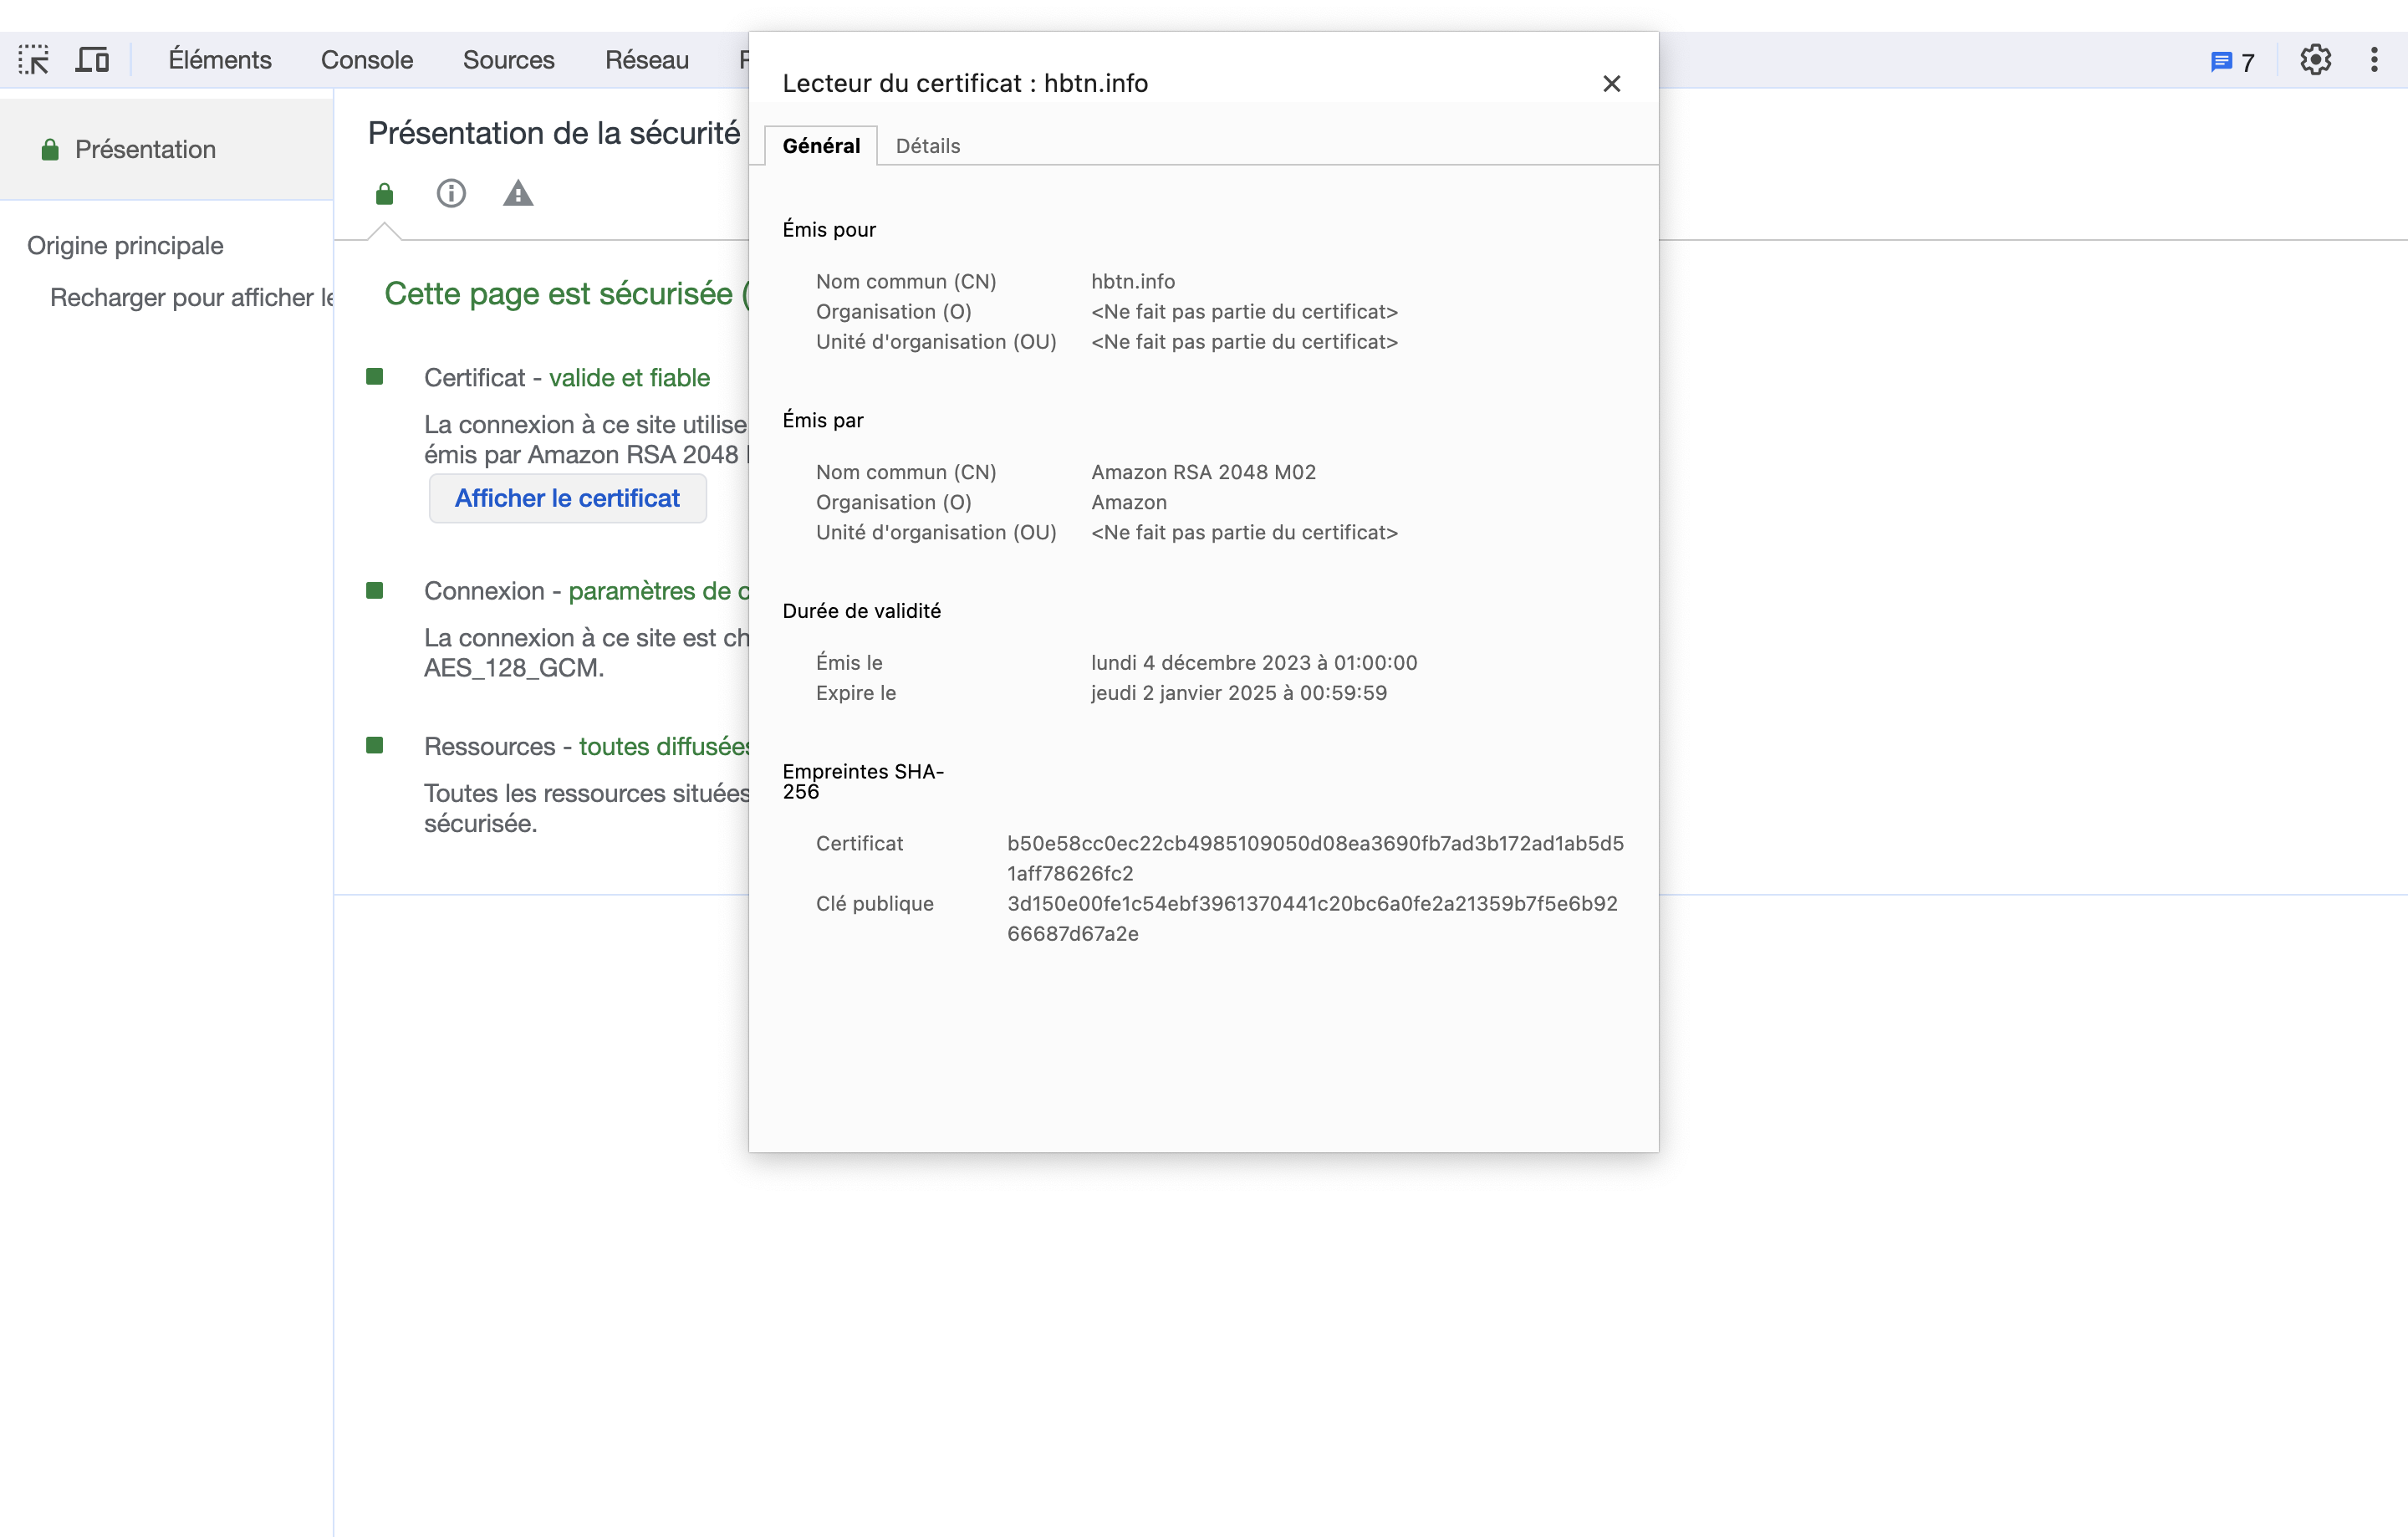 Éléments Console Sources Réseau
7
Présentation
Origine principale
Recharger pour afficher
Présentation de la sécurité
Cette page est sécurisée (
Certificat - valide et fiable
La connexion à ce site utilise
émis par Amazon RSA 2048
Afficher le certificat
Connexion - paramètres de
La connexion à ce site est
AES_128_GCM.
Ressources - toutes diffusées
Toutes les ressources situées
sécurisée.
Lecteur du certificat : hbtn.info
Général Détails
Émis pour
Nom commun (CN) hbtn.info
Organisation (O) <Ne fait pas partie du certificat>
Unité d'organisation (OU) <Ne fait pas partie du certificat>
Émis par
Nom commun (CN) Amazon RSA 2048 M02
Organisation (O) Amazon
Unité d'organisation (OU) <Ne fait pas partie du certificat>
Durée de validité
Émis le lundi 4 décembre 2023 à 01:00:00
Expire le jeudi 2 janvier 2025 à 00:59:59
Empreintes SHA-
256
Certificat b50e58cc0ec22cb4985109050d08ea3690fb7ad3b172ad1ab5d5
1aff78626fc2
Clé publique 3d150e00fe1c54ebf3961370441c20bc6a0fe2a21359b7f5e6b92
66687d67a2e